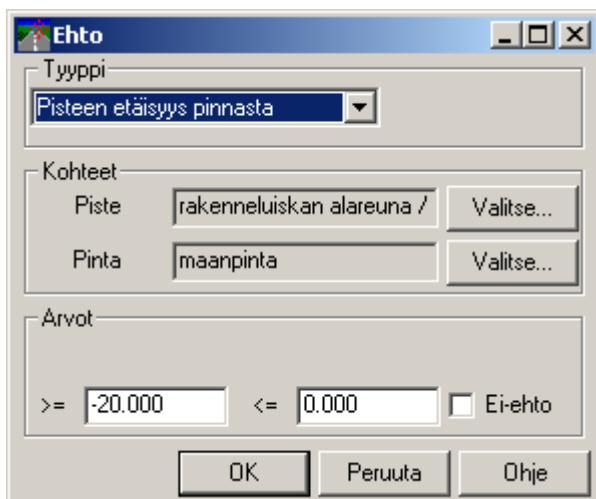 Ehto
Tyyppi
Pisteen etäisyys pinnasta
Kohteet
Piste rakenneluiskan alareuna / Valitse...
Pinta maanpinta Valitse...
Arvot
>= -20.000 <= 0.000 Ei-ehto
OK Peruuta Ohje